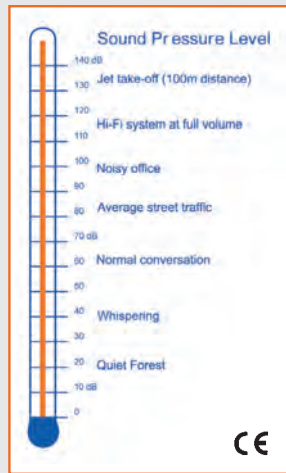 Sound Pressure Level
140 dB
Jet take-off (100m distance)
130
120
Hi-Fi system at full volume
110
100
Noisy office
90
Average street traffic
80
70 dB
Normal conversation
60
50
40
Whispering
30
20
Quiet Forest
10 dB
0
CE